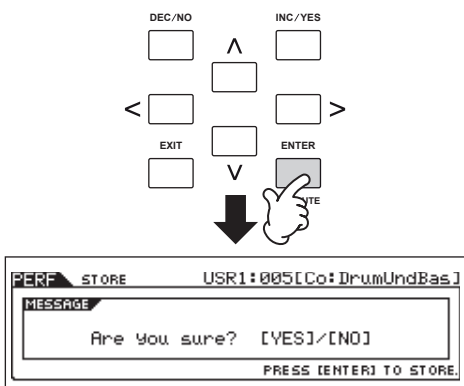 DEC/NO INC/YES
∧
< >
EXIT ENTER
∨
PERF STORE USR1:005[Co:DrumUndBas]
MESSAGE
Are you sure? [YES]/[NO]
PRESS [ENTER] TO STORE.